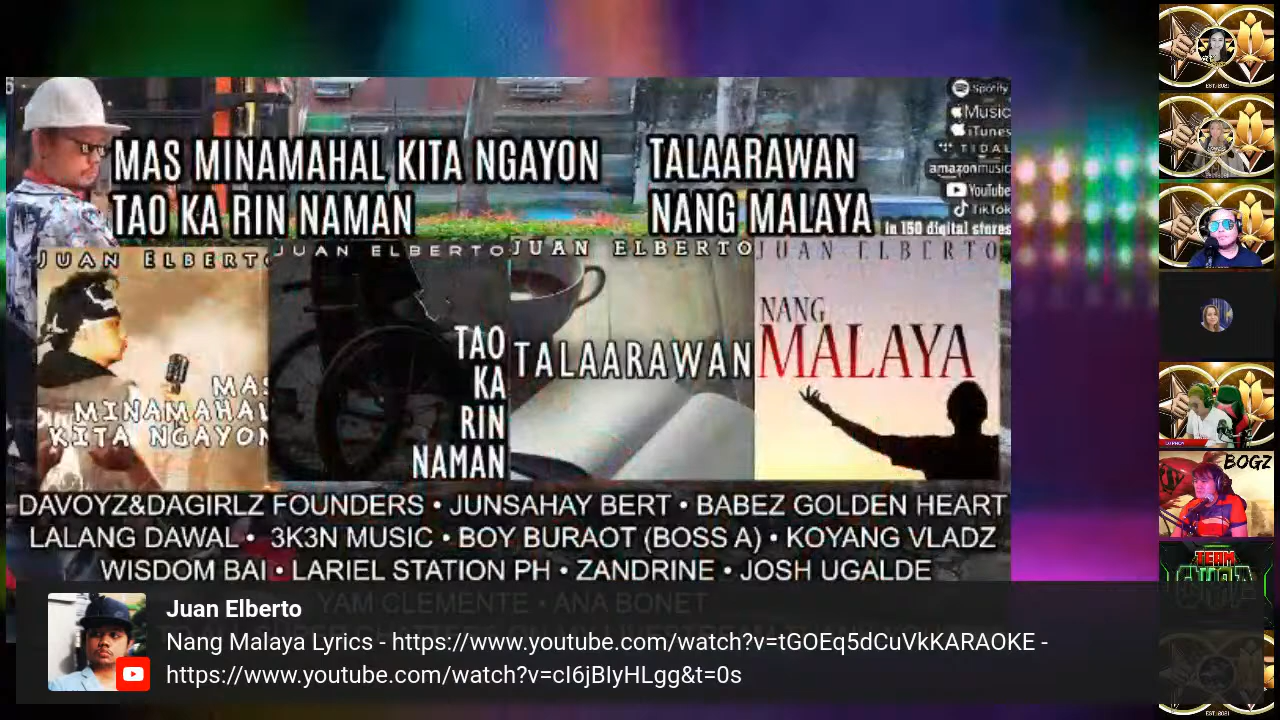 MAS MINAMAHAL KITA NGAYON
TAO KA RIN NAMAN
TALAARAWAN
NANG MALAYA
Spotify
Music
iTunes
TIDAL
amazonmusic
YouTube
TikTok
in 150 digital stores
JUAN ELBERTO
MAS
MINAMAHAL
KITA NGAYON
JUAN ELBERTO
TAO
KA
RIN
NAMAN
JUAN ELBERTO
TALAARAWAN
JUAN ELBERTO
NANG
MALAYA
DAVOYZ&DAGIRLZ FOUNDERS • JUNSAHAY BERT • BABEZ GOLDEN HEART
LALANG DAWAL • 3K3N MUSIC • BOY BURAOT (BOSS A) • KOYANG VLADZ
WISDOM BAI • LARIEL STATION PH • ZANDRINE • JOSH UGALDE
YAM CLEMENTE • ANA BONET
Juan Elberto
Nang Malaya Lyrics - https://www.youtube.com/watch?v=tGOEq5dCuVkKARAOKE -
https://www.youtube.com/watch?v=cI6jBIyHLgg&t=0s
EST.2021
BOGZ
TEAM
EST.2021